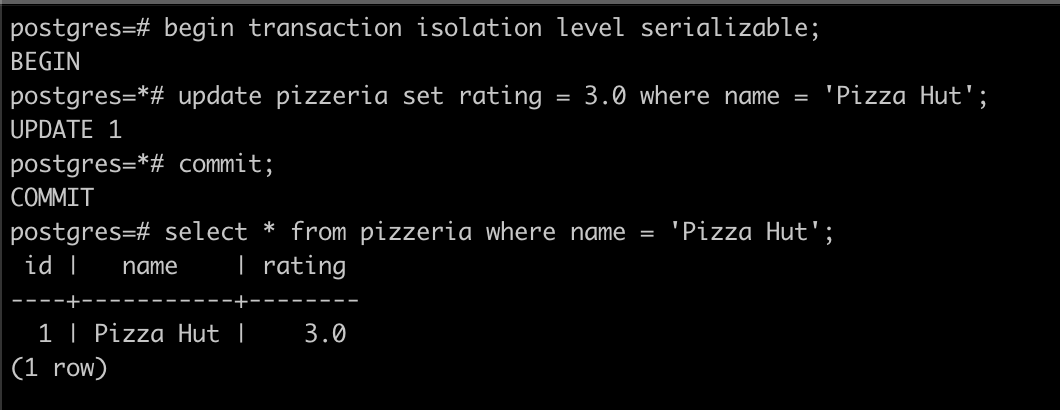 postgres=# begin transaction isolation level serializable;
BEGIN
postgres=*# update pizzeria set rating = 3.0 where name = 'Pizza Hut';
UPDATE 1
postgres=*# commit;
COMMIT
postgres=# select * from pizzeria where name = 'Pizza Hut';
 id |   name    | rating
----+-----------+--------
  1 | Pizza Hut |    3.0
(1 row)